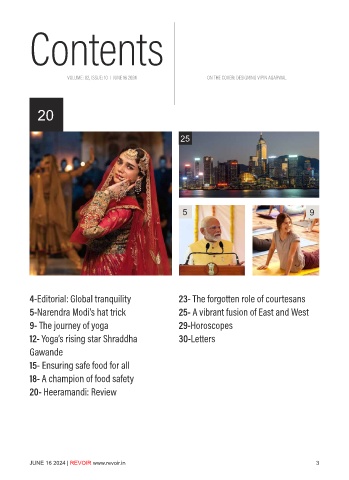 Contents
VOLUME: 02, ISSUE:10 | JUNE 16 2024
ON THE COVER: DESIGNED VIPIN AGARWAL
20
25
5
9
4-Editorial: Global tranquility
5-Narendra Modi's hat trick
9- The journey of yoga
12- Yoga's rising star Shraddha
Gawande
15- Ensuring safe food for all
18- A champion of food safety
20- Heeramandi: Review
23- The forgotten role of courtesans
25- A vibrant fusion of East and West
29-Horoscopes
30-Letters
JUNE 16 2024 | REVOIR www.revoir.in
3